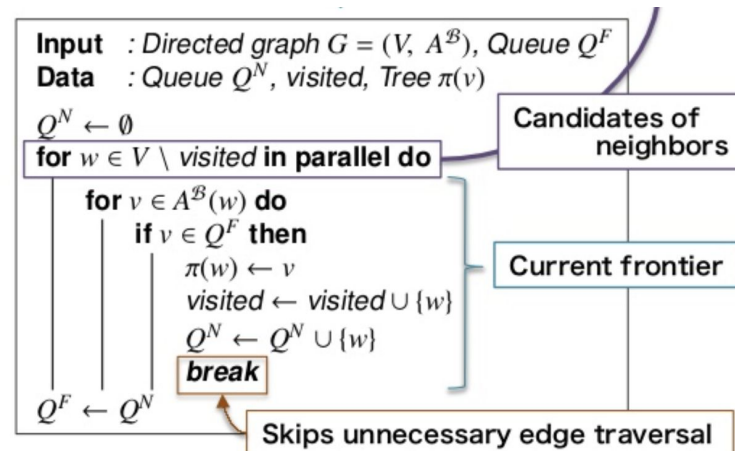 Input : Directed graph G = (V, A^B), Queue Q^F
Data : Queue Q^N, visited, Tree π(v)
Q^N ← ∅
for w ∈ V \ visited in parallel do
for v ∈ A^B(w) do
if v ∈ Q^F then
π(w) ← v
visited ← visited ∪ {w}
Q^N ← Q^N ∪ {w}
break
Q^F ← Q^N
Candidates of
neighbors
Current frontier
Skips unnecessary edge traversal